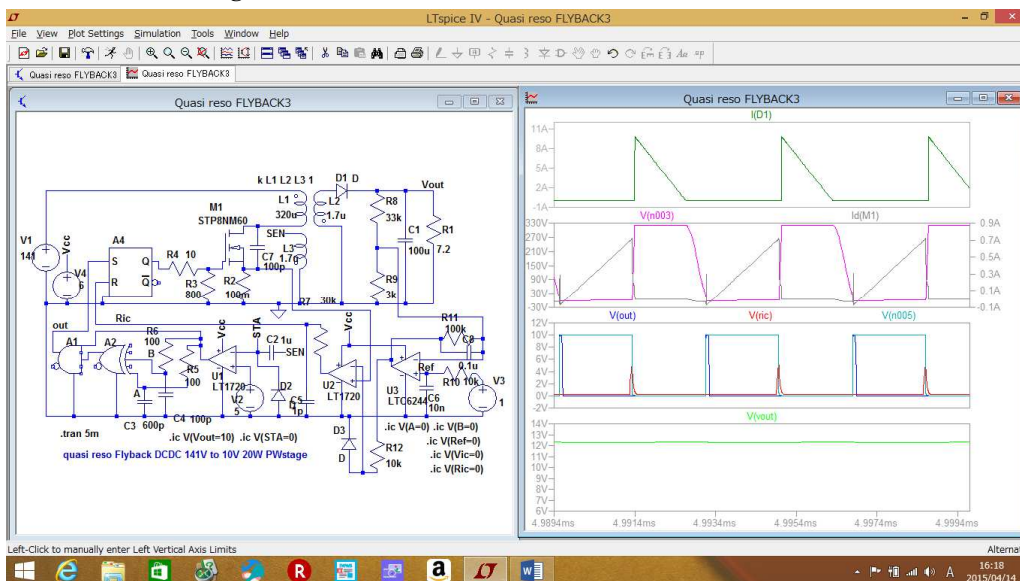 LTspice IV - Quasi reso FLYBACK3
File View Plot Settings Simulation Tools Window Help
Quasi reso FLYBACK3 Quasi reso FLYBACK3
Quasi reso FLYBACK3
k L1 L2 L3 1
D1 D
Vout
L1
320u
L2
1.7u
R8
33k
C1
100u
R1
7.2
M1
STP8NM60
SEN
L3
1.7u
C7
100p
V1
141
Vcc
V4
6
A4
S Q
R Q
R4 10
R3
800
R2
100m
R9
3k
R7 30k
R11
100k
C8
0.1u
out
Ric
A1
A2
R6
100
B
R5
100
A
C3 600p
C4 100p
Vcc
STA
C2 1u
SEN
U1
LT1720
V2
5
D2
D
C5
1p
Vcc
U2
LT1720
U3
LTC6244
Ref
R10 10k
C6
10n
V3
1
D3
D
R12
10k
.tran 5m
.ic V(Vout=10) .ic V(STA=0)
.ic V(A=0) .ic V(B=0)
.ic V(Ref=0)
.ic V(Vic=0)
.ic V(Ric=0)
quasi reso Flyback DCDC 141V to 10V 20W PWstage
Quasi reso FLYBACK3
I(D1)
11A
8A
5A
2A
-1A
V(n003) Id(M1)
330V 0.9A
270V
210V 0.7A
0.5A
150V
90V 0.3A
30V 0.1A
-30V -0.1A
V(out) V(ric) V(n005)
12V
10V
8V
6V
4V
2V
0V
-2V
V(vout)
14V
13V
12V
11V
10V
9V
8V
7V
6V
4.9894ms 4.9914ms 4.9934ms 4.9954ms 4.9974ms 4.9994ms
Left-Click to manually enter Left Vertical Axis Limits
Alterna
A
16:18
2015/04/14